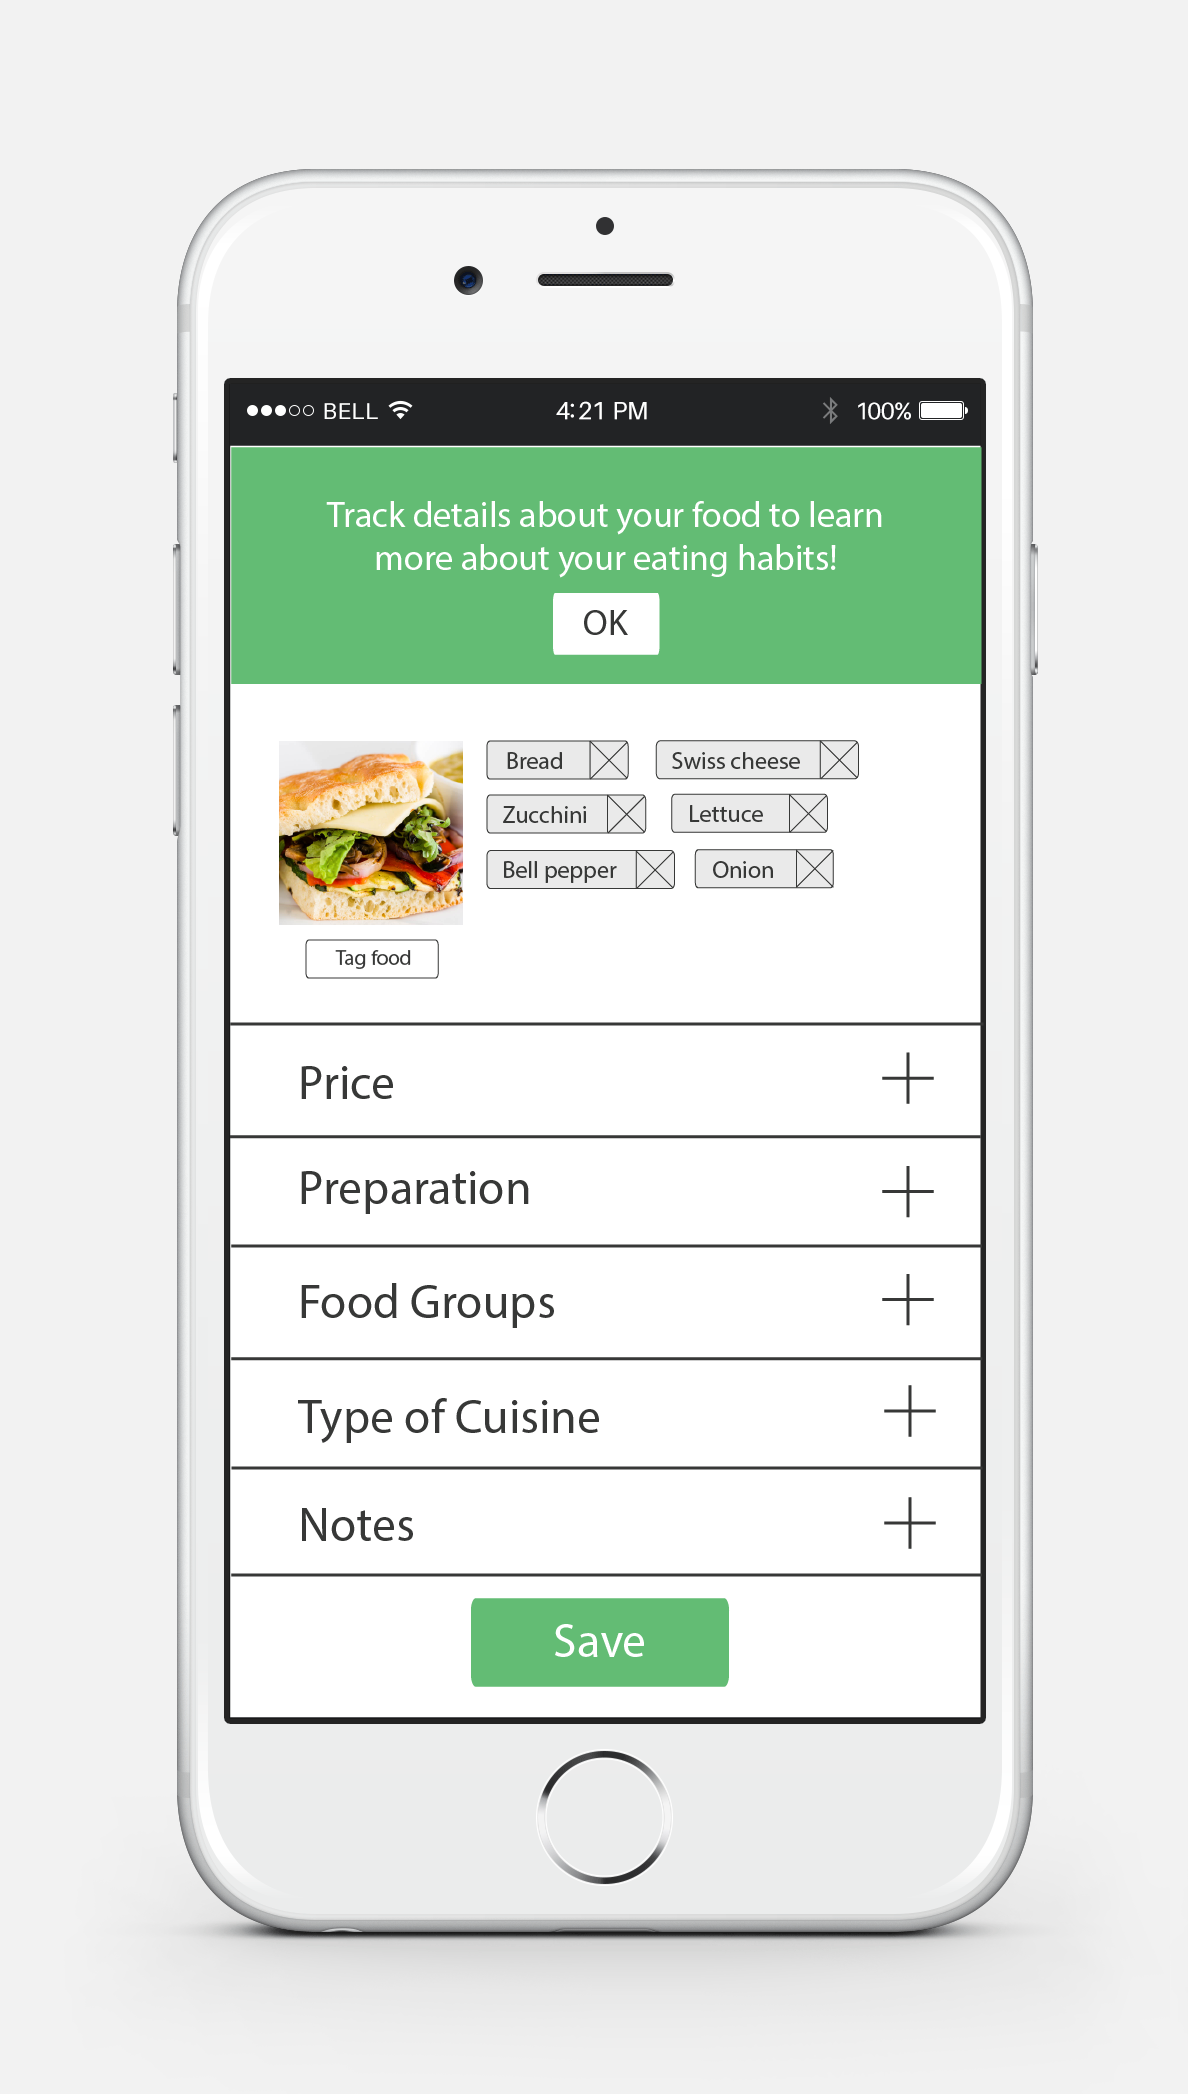 BELL 4:21 PM 100%
Track details about your food to learn
more about your eating habits!
OK
Bread Swiss cheese
Zucchini Lettuce
Bell pepper Onion
Tag food
Price
Preparation
Food Groups
Type of Cuisine
Notes
Save